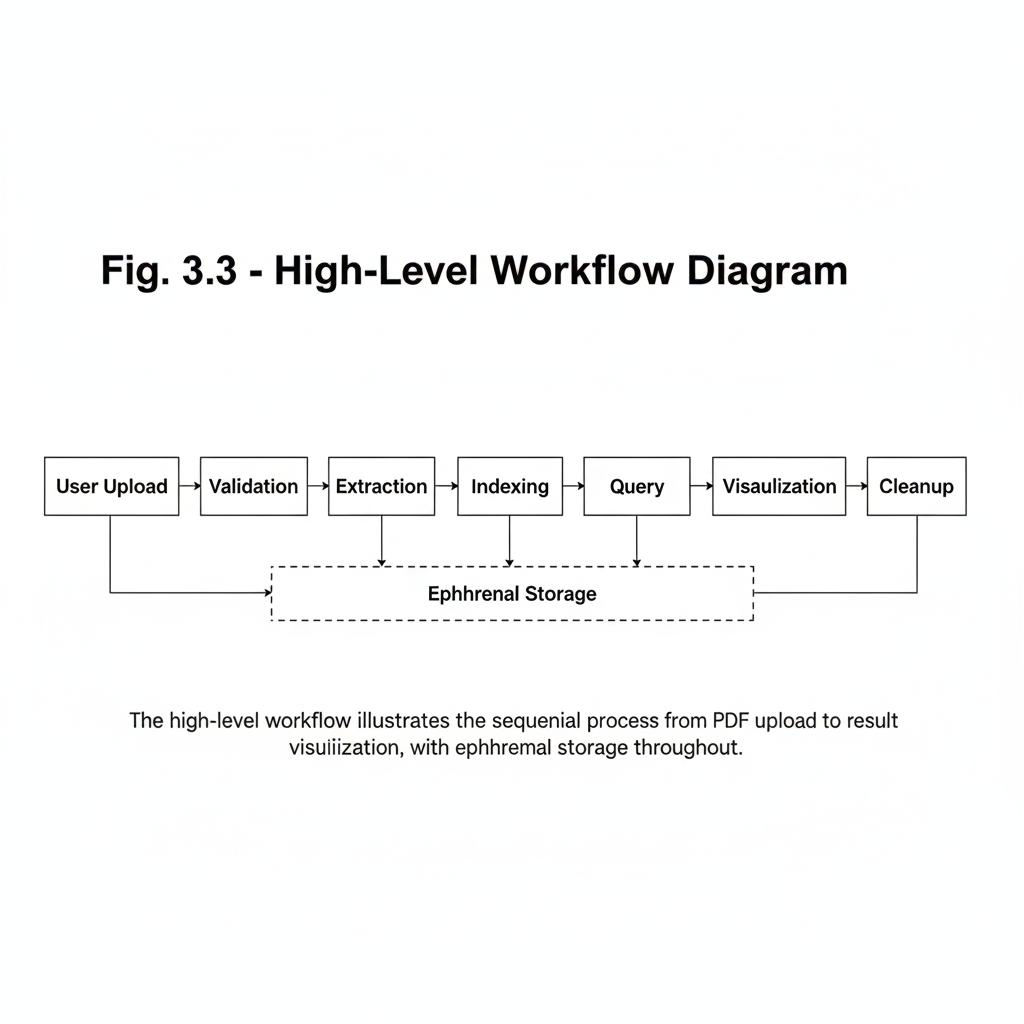 Fig. 3.3 - High-Level Workflow Diagram
User Upload
Validation
Extraction
Indexing
Query
Visaulization
Cleanup
Ephhrenal Storage
The high-level workflow illustrates the sequenial process from PDF upload to result
visuiiization, with ephhremal storage throughout.